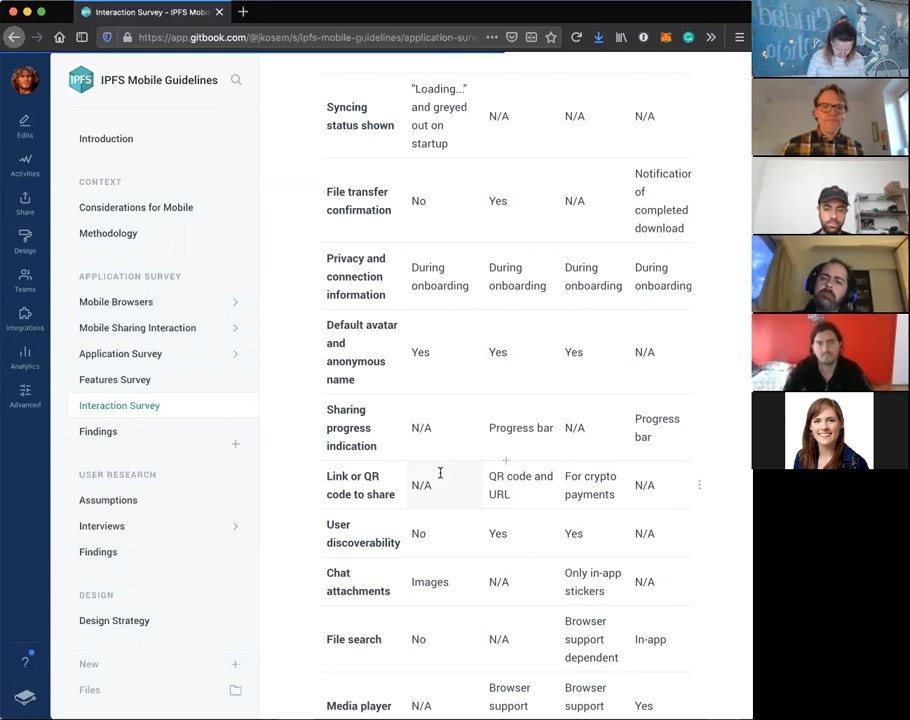 Interaction Survey - IPFS Mobil
https://app.gitbook.com/@jkosem/s/ipfs-mobile-guidelines/application-surv
IPFS
IPFS Mobile Guidelines
Edits
Activities
Share
Design
Teams
Integrations
Analytics
Advanced
Introduction
CONTEXT
Considerations for Mobile
Methodology
APPLICATION SURVEY
Mobile Browsers
Mobile Sharing Interaction
Application Survey
Features Survey
Interaction Survey
Findings
USER RESEARCH
Assumptions
Interviews
Findings
DESIGN
Design Strategy
New
Files
Syncing
status shown
"Loading..."
and greyed
out on
startup
N/A
N/A
N/A
File transfer
confirmation
No
Yes
N/A
Notification
of
completed
download
Privacy and
connection
information
During
onboarding
During
onboarding
During
onboarding
During
onboarding
Default avatar
and
anonymous
name
Yes
Yes
Yes
N/A
Sharing
progress
indication
N/A
Progress bar
N/A
Progress
bar
Link or QR
code to share
N/A
QR code and
URL
For crypto
payments
N/A
User
discoverability
No
Yes
Yes
N/A
Chat
attachments
Images
N/A
Only in-app
stickers
N/A
File search
No
N/A
Browser
support
dependent
In-app
Media player
N/A
Browser
support
Browser
support
Yes
Ciudad